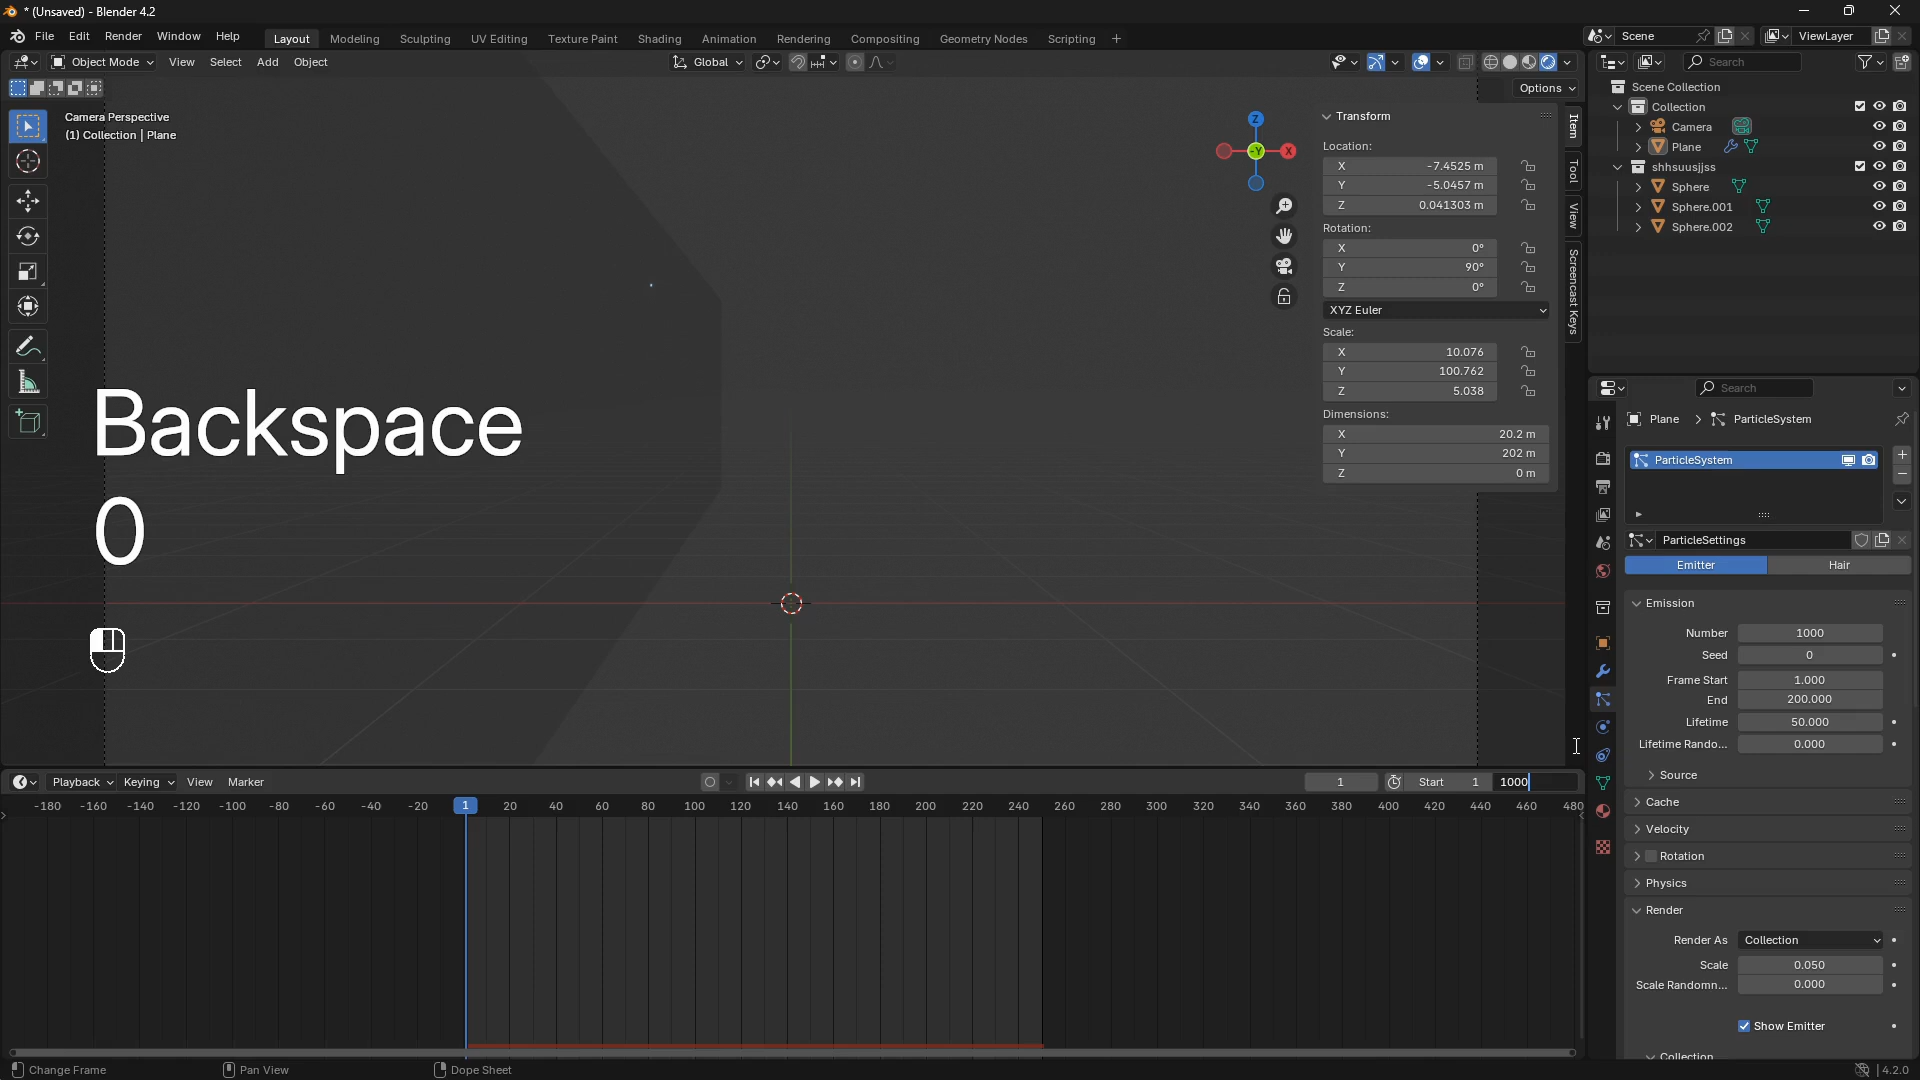 * (Unsaved) - Blender 4.2
File Edit Render Window Help Layout Modeling Sculpting UV Editing Texture Paint Shading Animation Rendering Compositing Geometry Nodes Scripting + Scene ViewLayer
Object Mode View Select Add Object Global Search
Options
Camera Perspective
(1) Collection | Plane
Z
-Y
X
Transform
Location:
X -7.4525 m
Y -5.0457 m
Z 0.041303 m
Rotation:
X 0°
Y 90°
Z 0°
XYZ Euler
Scale:
X 10.076
Y 100.762
Z 5.038
Dimensions:
X 20.2 m
Y 202 m
Z 0 m
Item
Tool
View
Screencast Keys
Backspace
0
Scene Collection
Collection
Camera
Plane
shhsuusjjss
Sphere
Sphere.001
Sphere.002
Search
Plane > ParticleSystem
ParticleSystem
ParticleSettings
Emitter Hair
Emission
Number 1000
Seed 0
Frame Start 1.000
End 200.000
Lifetime 50.000
Lifetime Rando... 0.000
Source
Cache
Velocity
Rotation
Physics
Render
Render As Collection
Scale 0.050
Scale Randomn... 0.000
Show Emitter
Collection
Playback Keying View Marker 1 Start 1 1000
-180 -160 -140 -120 -100 -80 -60 -40 -20 1 20 40 60 80 100 120 140 160 180 200 220 240 260 280 300 320 340 360 380 400 420 440 460 480
Change Frame Pan View Dope Sheet 4.2.0